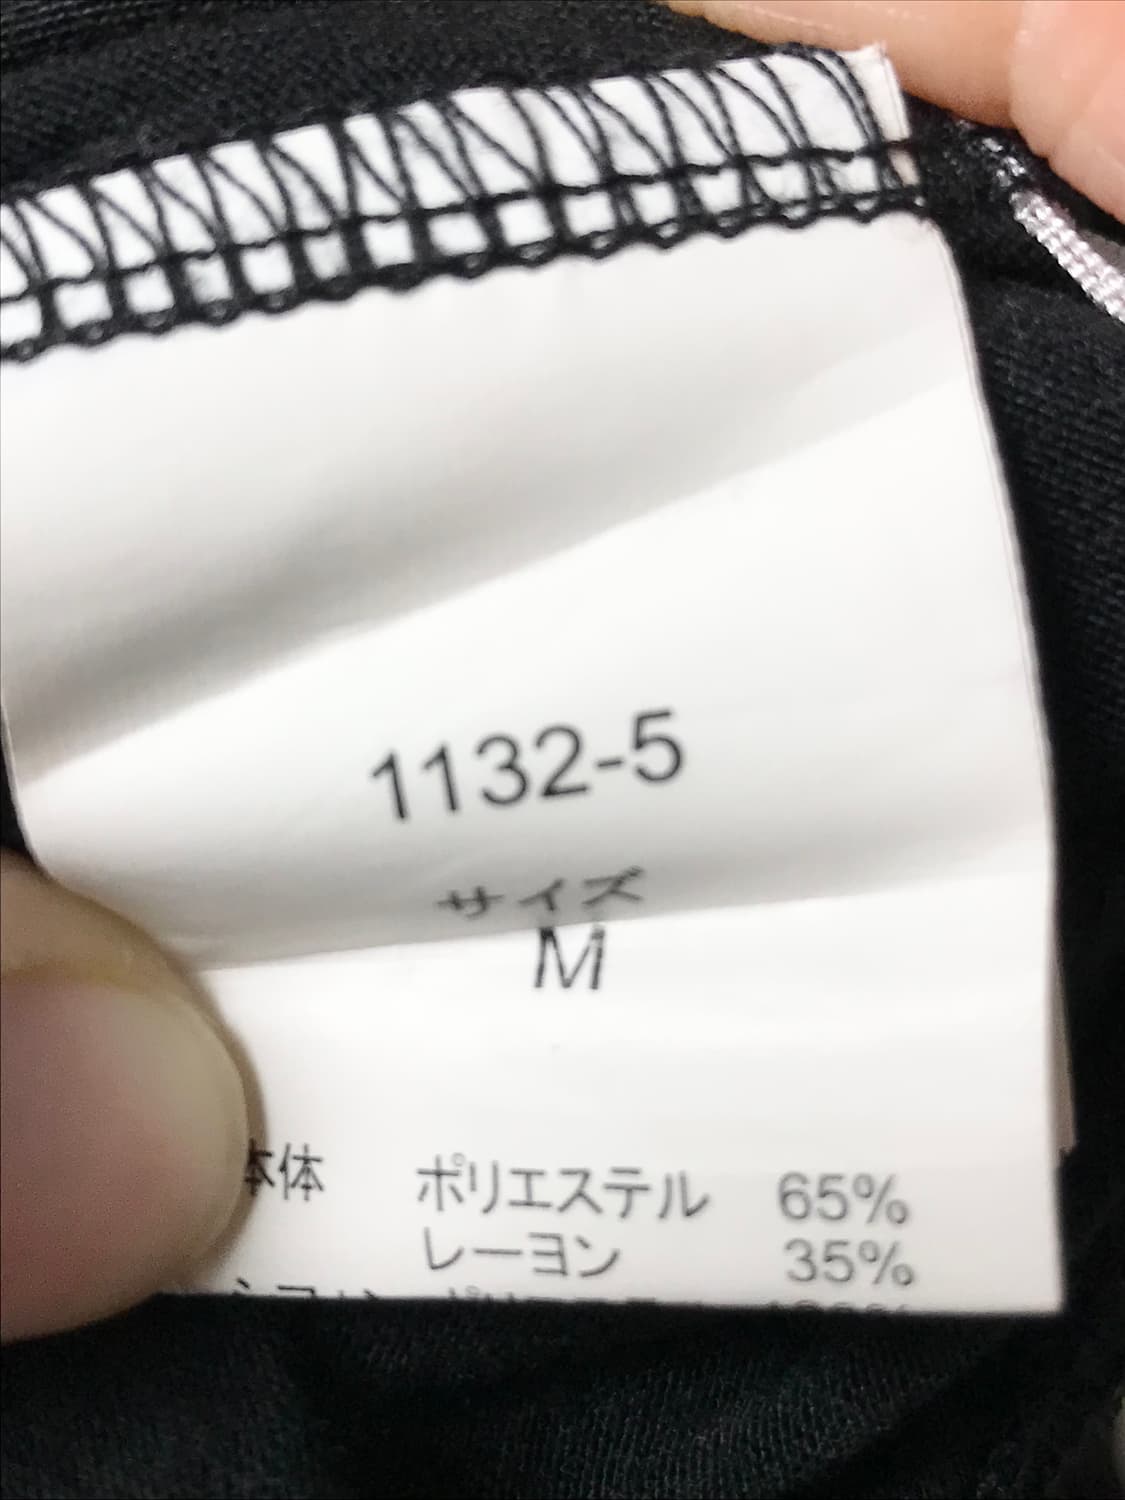 1132-5
サイズ
M
本体 ポリエステル 65%
レーヨン 35%